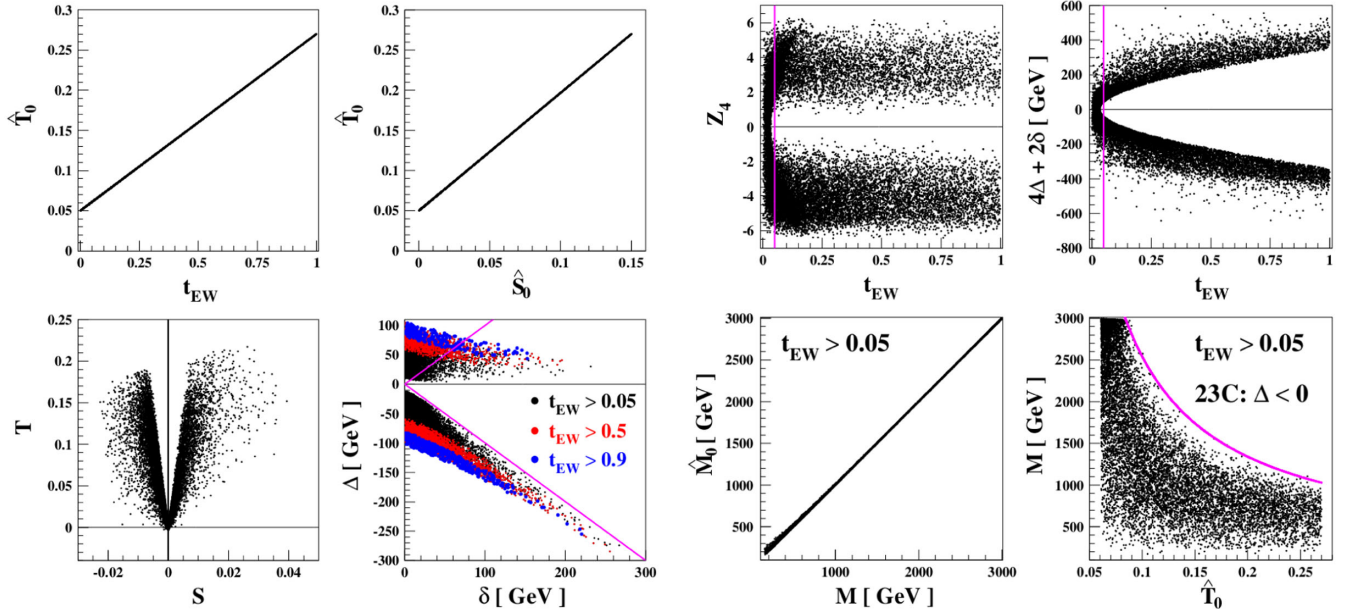 T̂₀
0.3
0.25
0.2
0.15
0.1
0.05
0
0 0.25 0.5 0.75 1
t_EW
T̂₀
0.3
0.25
0.2
0.15
0.1
0.05
0
0 0.05 0.1 0.15
Ŝ₀
Z₄
6
4
2
0
-2
-4
-6
0 0.25 0.5 0.75 1
t_EW
4Δ + 2δ [ GeV ]
600
400
200
0
-200
-400
-600
-800
0 0.25 0.5 0.75 1
t_EW
T
0.25
0.2
0.15
0.1
0.05
0
-0.02 0 0.02 0.04
S
Δ [ GeV ]
100
50
0
-50
-100
-150
-200
-250
-300
t_EW > 0.05
t_EW > 0.5
t_EW > 0.9
0 100 200 300
δ [ GeV ]
M̂₀ [ GeV ]
3000
2500
2000
1500
1000
500
t_EW > 0.05
1000 2000 3000
M [ GeV ]
M [ GeV ]
3000
2500
2000
1500
1000
500
t_EW > 0.05
23C: Δ < 0
0.05 0.1 0.15 0.2 0.25
T̂₀